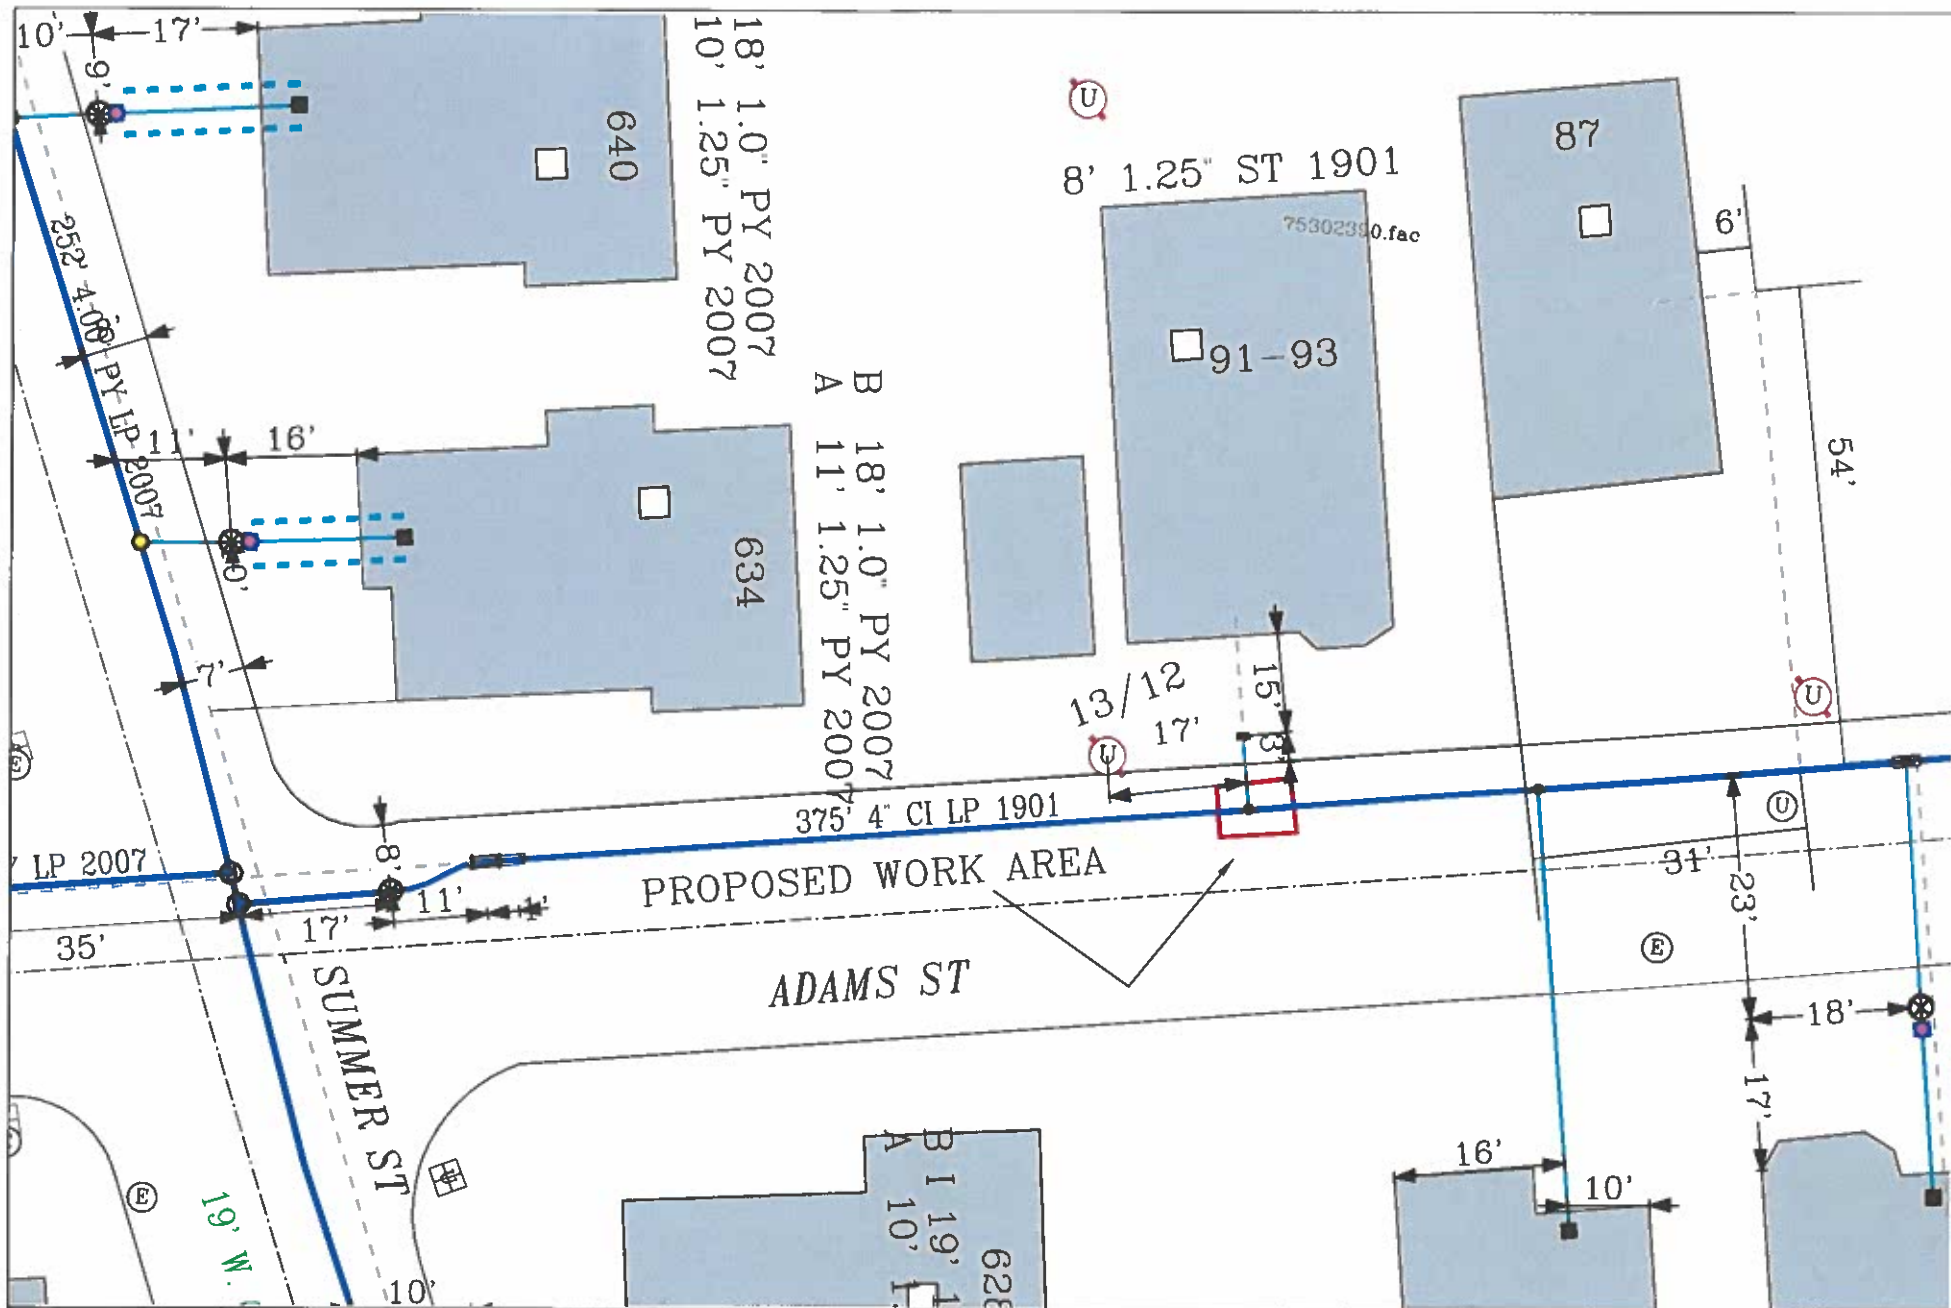 10'
17'
9'
640
18' 1.0" PY 2007
10' 1.25" PY 2007
U
8' 1.25" ST 1901
75302390.fac
87
6'
91-93
54'
252' 4.00" PY LP 2007
8'
11'
16'
0'
634
B 18' 1.0" PY 2007
A 11' 1.25" PY 2007
7'
13/12
17'
15'
3'
U
U
U
E
375' 4" CI LP 1901
PROPOSED WORK AREA
LP 2007
8'
11'
1'
17'
35'
31'
23'
E
18'
17'
ADAMS ST
SUMMER ST
E
19' W.
10'
B I 19'
A 10'
628
16'
10'